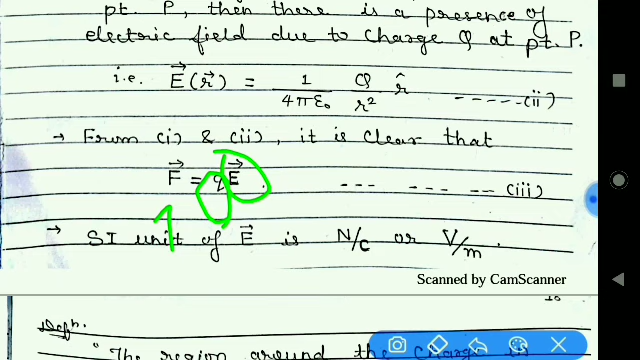 pt. P, then there is a presence of
electric field due to charge Q at pt. P.
i.e. E⃗(r⃗) = 1/4πε₀ Q/r² r̂ -----(ii)
→ From (i) & (ii), it is clear that
F⃗ = qE⃗. --- --- -- (iii)
→ SI unit of E⃗ is N/C or V/m.
Scanned by CamScanner
Defn.
"The region around the charge is